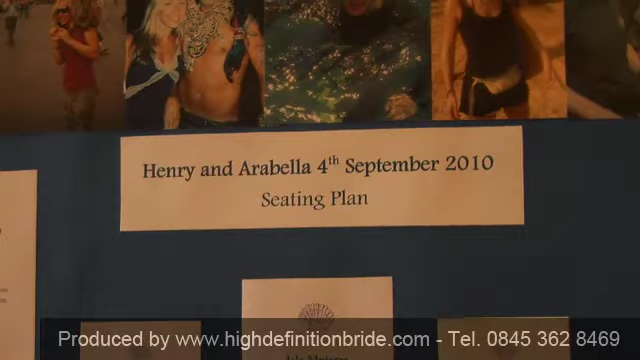 Henry and Arabella 4th September 2010
Seating Plan
Produced by www.highdefinitionbride.com - Tel. 0845 362 8469